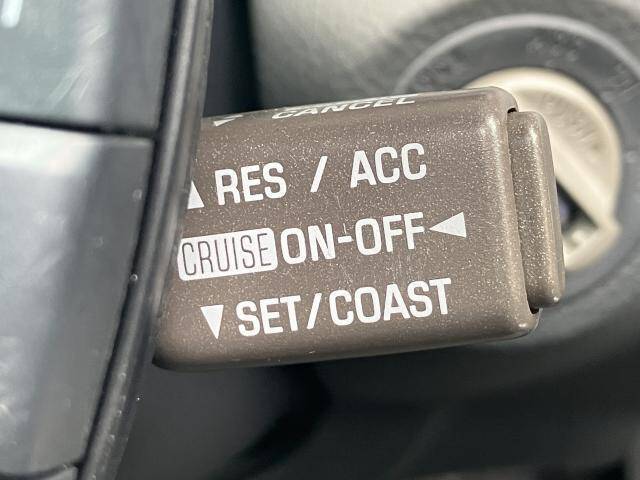 ◀ CANCEL
▲ RES / ACC
CRUISE ON-OFF ◀
▼ SET/COAST